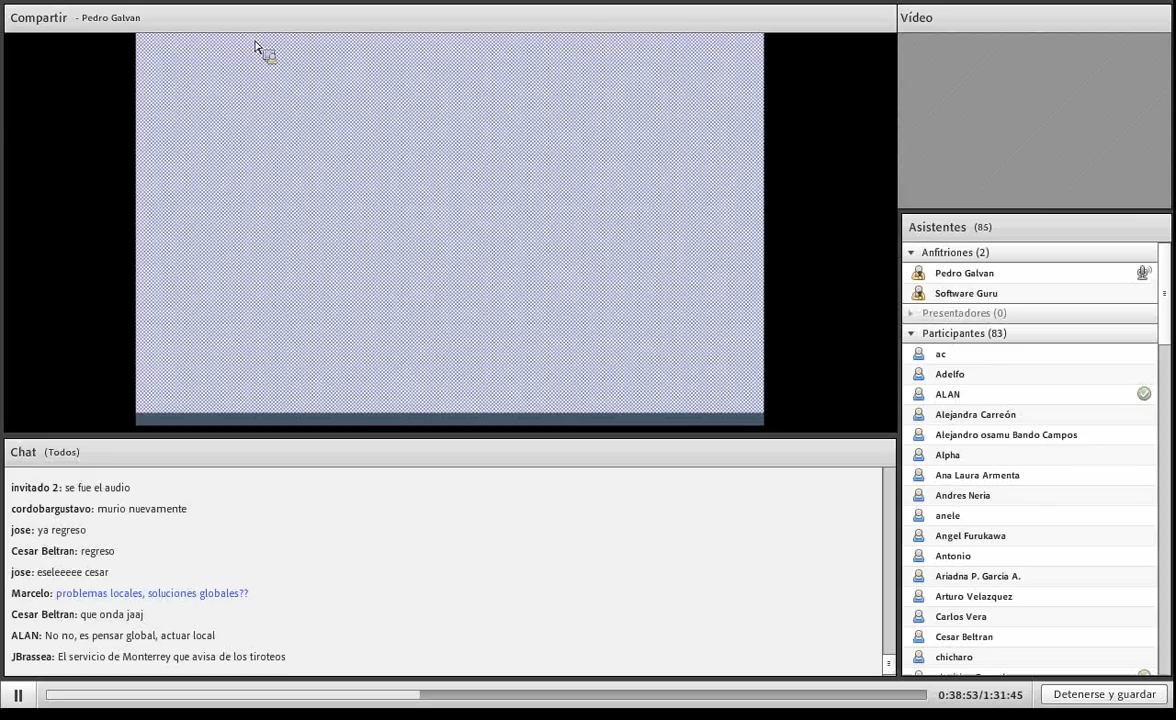 Compartir - Pedro Galvan
Vídeo
Asistentes (85)
Anfitriones (2)
Pedro Galvan
Software Guru
Presentadores (0)
Participantes (83)
ac
Adelfo
ALAN
Alejandra Carreón
Alejandro osamu Bando Campos
Alpha
Ana Laura Armenta
Andres Neria
anele
Angel Furukawa
Antonio
Ariadna P. Garcia A.
Arturo Velazquez
Carlos Vera
Cesar Beltran
chicharo
Chat (Todos)
invitado 2: se fue el audio
cordobargustavo: murio nuevamente
jose: ya regreso
Cesar Beltran: regreso
jose: eseleeeee cesar
Marcelo: problemas locales, soluciones globales??
Cesar Beltran: que onda jaaj
ALAN: No no, es pensar global, actuar local
JBrassea: El servicio de Monterrey que avisa de los tiroteos
0:38:53/1:31:45
Detenerse y guardar